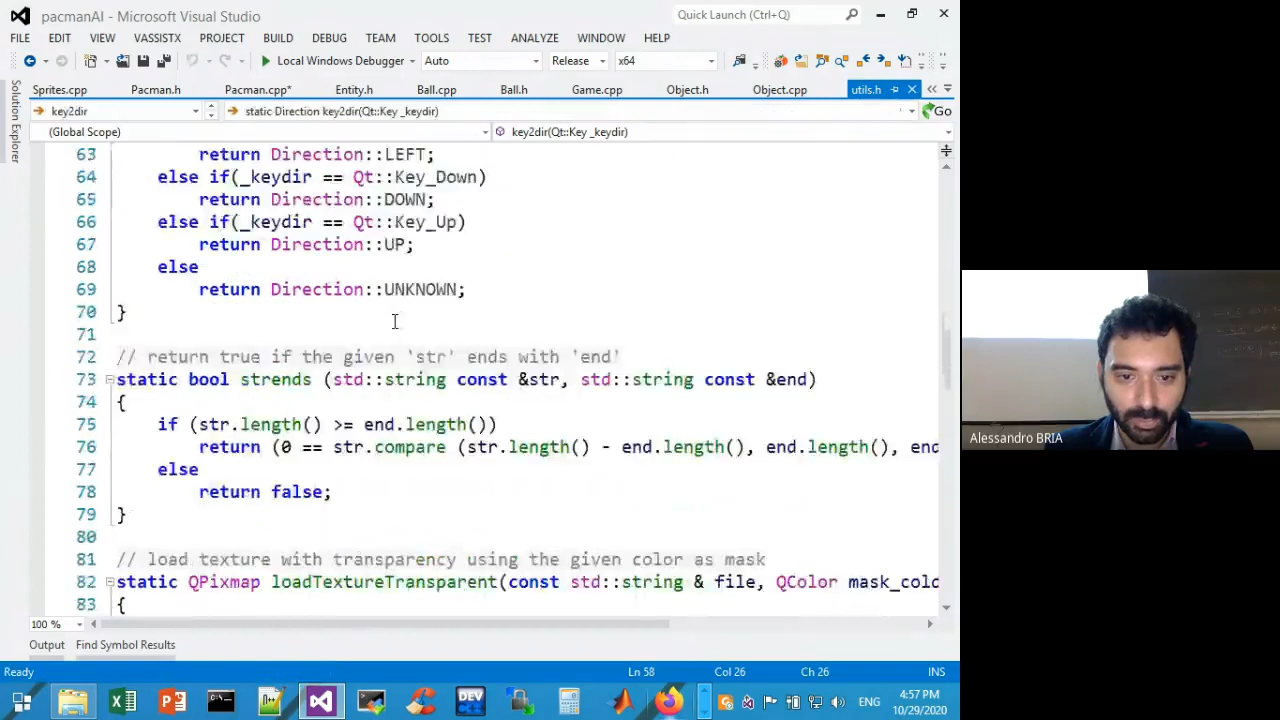 pacmanAI - Microsoft Visual Studio
Quick Launch (Ctrl+Q)
FILE EDIT VIEW VASSISTX PROJECT BUILD DEBUG TEAM TOOLS TEST ANALYZE WINDOW HELP
Local Windows Debugger Auto Release x64
Sprites.cpp Pacman.h Pacman.cpp* Entity.h Ball.cpp Ball.h Game.cpp Object.h Object.cpp utils.h
key2dir static Direction key2dir(Qt::Key _keydir) Go
(Global Scope) key2dir(Qt::Key _keydir)
Solution Explorer
63 return Direction::LEFT;
64 else if(_keydir == Qt::Key_Down)
65 return Direction::DOWN;
66 else if(_keydir == Qt::Key_Up)
67 return Direction::UP;
68 else
69 return Direction::UNKNOWN;
70 }
71
72 // return true if the given 'str' ends with 'end'
73 static bool strends (std::string const &str, std::string const &end)
74 {
75 if (str.length() >= end.length())
76 return (0 == str.compare (str.length() - end.length(), end.length(), en
77 else
78 return false;
79 }
80
81 // load texture with transparency using the given color as mask
82 static QPixmap loadTextureTransparent(const std::string & file, QColor mask_colo
83 {
100 %
Output Find Symbol Results
Ready Ln 58 Col 26 Ch 26 INS
DEV
ENG
4:57 PM
10/29/2020
Alessandro BRIA